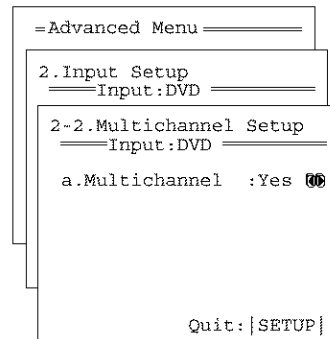 Advanced Menu
2.Input Setup
Input:DVD
2-2.Multichannel Setup
Input:DVD
a.Multichannel :Yes
Quit:|SETUP|